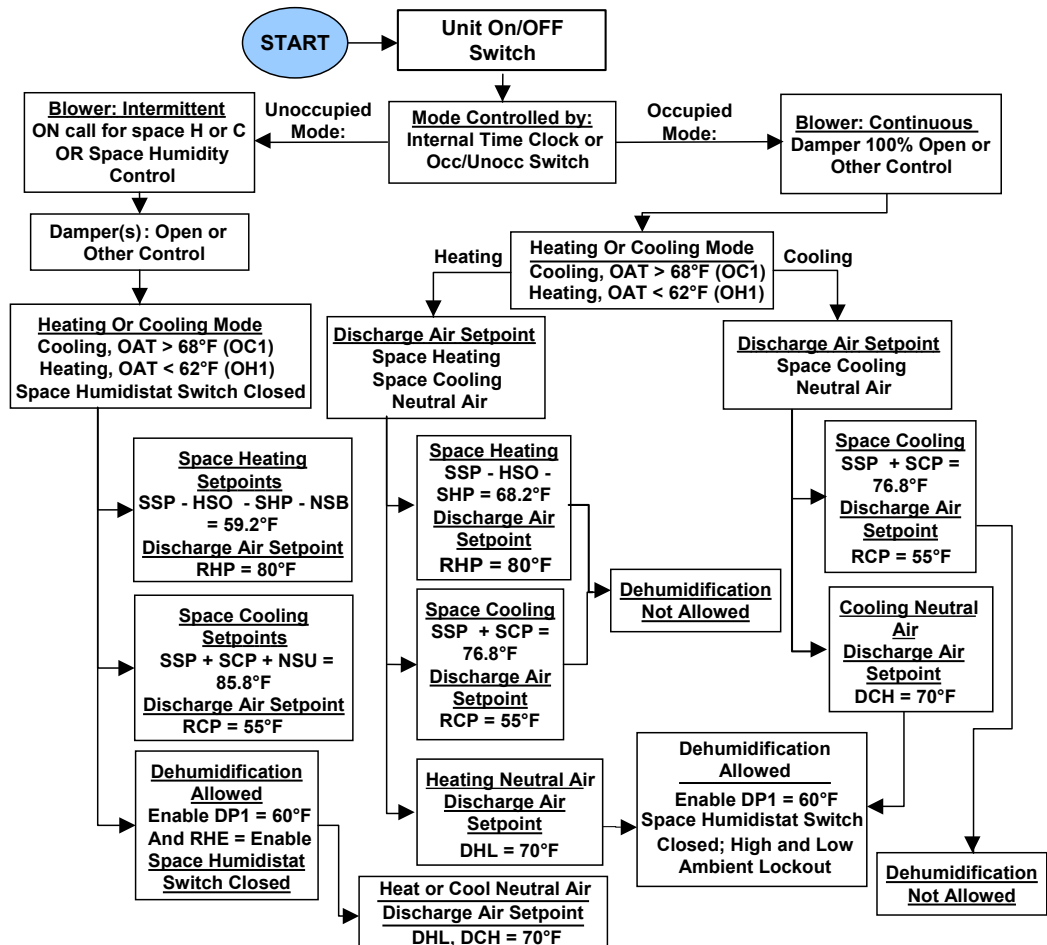 START
Unit On/OFF
Switch
Blower: Intermittent
ON call for space H or C
OR Space Humidity
Control
Unoccupied
Mode:
Mode Controlled by:
Internal Time Clock or
Occ/Unocc Switch
Occupied
Mode:
Blower: Continuous
Damper 100% Open or
Other Control
Damper(s): Open or
Other Control
Heating
Heating Or Cooling Mode
Cooling, OAT > 68°F (OC1)
Heating, OAT < 62°F (OH1)
Cooling
Heating Or Cooling Mode
Cooling, OAT > 68°F (OC1)
Heating, OAT < 62°F (OH1)
Space Humidistat Switch Closed
Discharge Air Setpoint
Space Heating
Space Cooling
Neutral Air
Discharge Air Setpoint
Space Cooling
Neutral Air
Space Heating
Setpoints
SSP - HSO - SHP - NSB
= 59.2°F
Discharge Air Setpoint
RHP = 80°F
Space Heating
SSP - HSO -
SHP = 68.2°F
Discharge Air
Setpoint
RHP = 80°F
Space Cooling
SSP + SCP =
76.8°F
Discharge Air
Setpoint
RCP = 55°F
Dehumidification
Not Allowed
Space Cooling
Setpoints
SSP + SCP + NSU =
85.8°F
Discharge Air Setpoint
RCP = 55°F
Space Cooling
SSP + SCP =
76.8°F
Discharge Air
Setpoint
RCP = 55°F
Cooling Neutral
Air
Discharge Air
Setpoint
DCH = 70°F
Dehumidification
Allowed
Enable DP1 = 60°F
And RHE = Enable
Space Humidistat
Switch Closed
Heating Neutral Air
Discharge Air
Setpoint
DHL = 70°F
Dehumidification
Allowed
Enable DP1 = 60°F
Space Humidistat Switch
Closed; High and Low
Ambient Lockout
Dehumidification
Not Allowed
Heat or Cool Neutral Air
Discharge Air Setpoint
DHL, DCH = 70°F